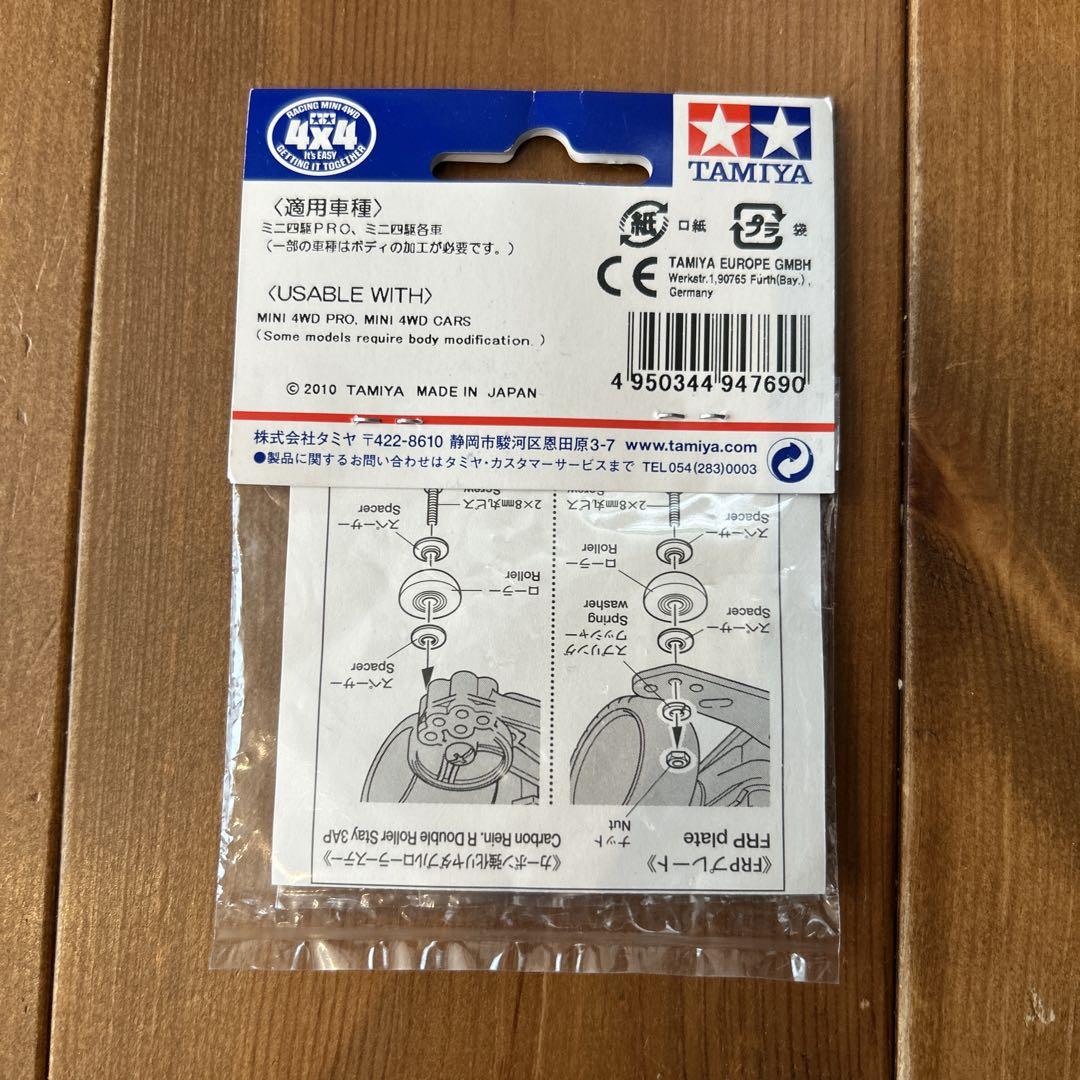 RACING MINI 4WD
4x4
It's EASY
GETTING IT TOGETHER
TAMIYA
〈適用車種〉
ミニ四駆PRO、ミニ四駆各車
(一部の車種はボディの加工が必要です。)
〈USABLE WITH〉
MINI 4WD PRO, MINI 4WD CARS
(Some models require body modification.)
© 2010 TAMIYA MADE IN JAPAN
紙 口紙
プラ 袋
CE
TAMIYA EUROPE GMBH
Werkstr.1,90765 Fürth(Bay.),
Germany
4 950344 947690
株式会社タミヤ 〒422-8610 静岡市駿河区恩田原3-7 www.tamiya.com
●製品に関するお問い合わせはタミヤ・カスタマーサービスまで TEL054(283)0003
《FRPプレート》
FRP plate
ナット
Nut
スプリング
ワッシャー
Spring
washer
スペーサー
Spacer
ローラー
Roller
スペーサー
Spacer
2×8mm丸ビス
Screw
《カーボン強化リヤダブルローラーステー》
Carbon Rein. R Double Roller Stay 3AP
スペーサー
Spacer
ローラー
Roller
スペーサー
Spacer
2×8mm丸ビス
Screw